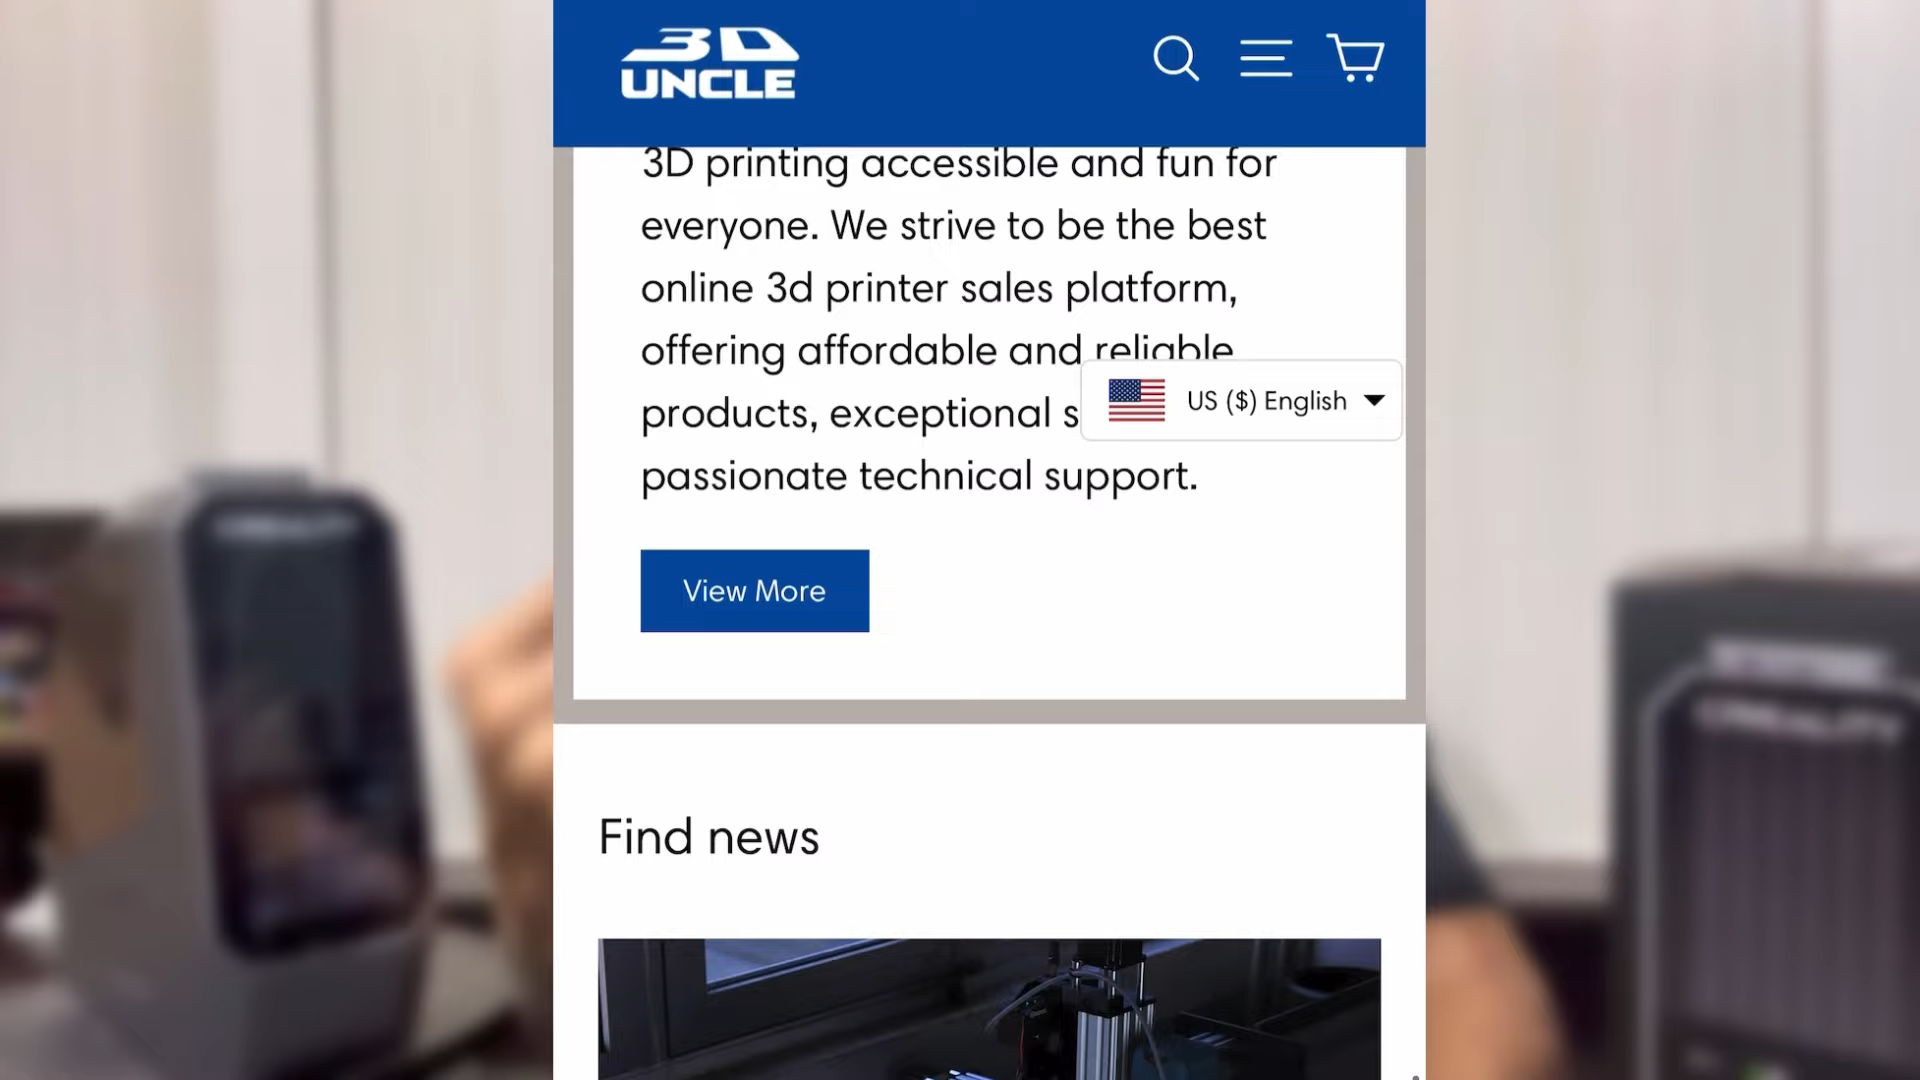 3D
UNCLE
3D printing accessible and fun for
everyone. We strive to be the best
online 3d printer sales platform,
offering affordable and reliable
products, exceptional s
US ($) English
passionate technical support.
View More
Find news
CREALITY